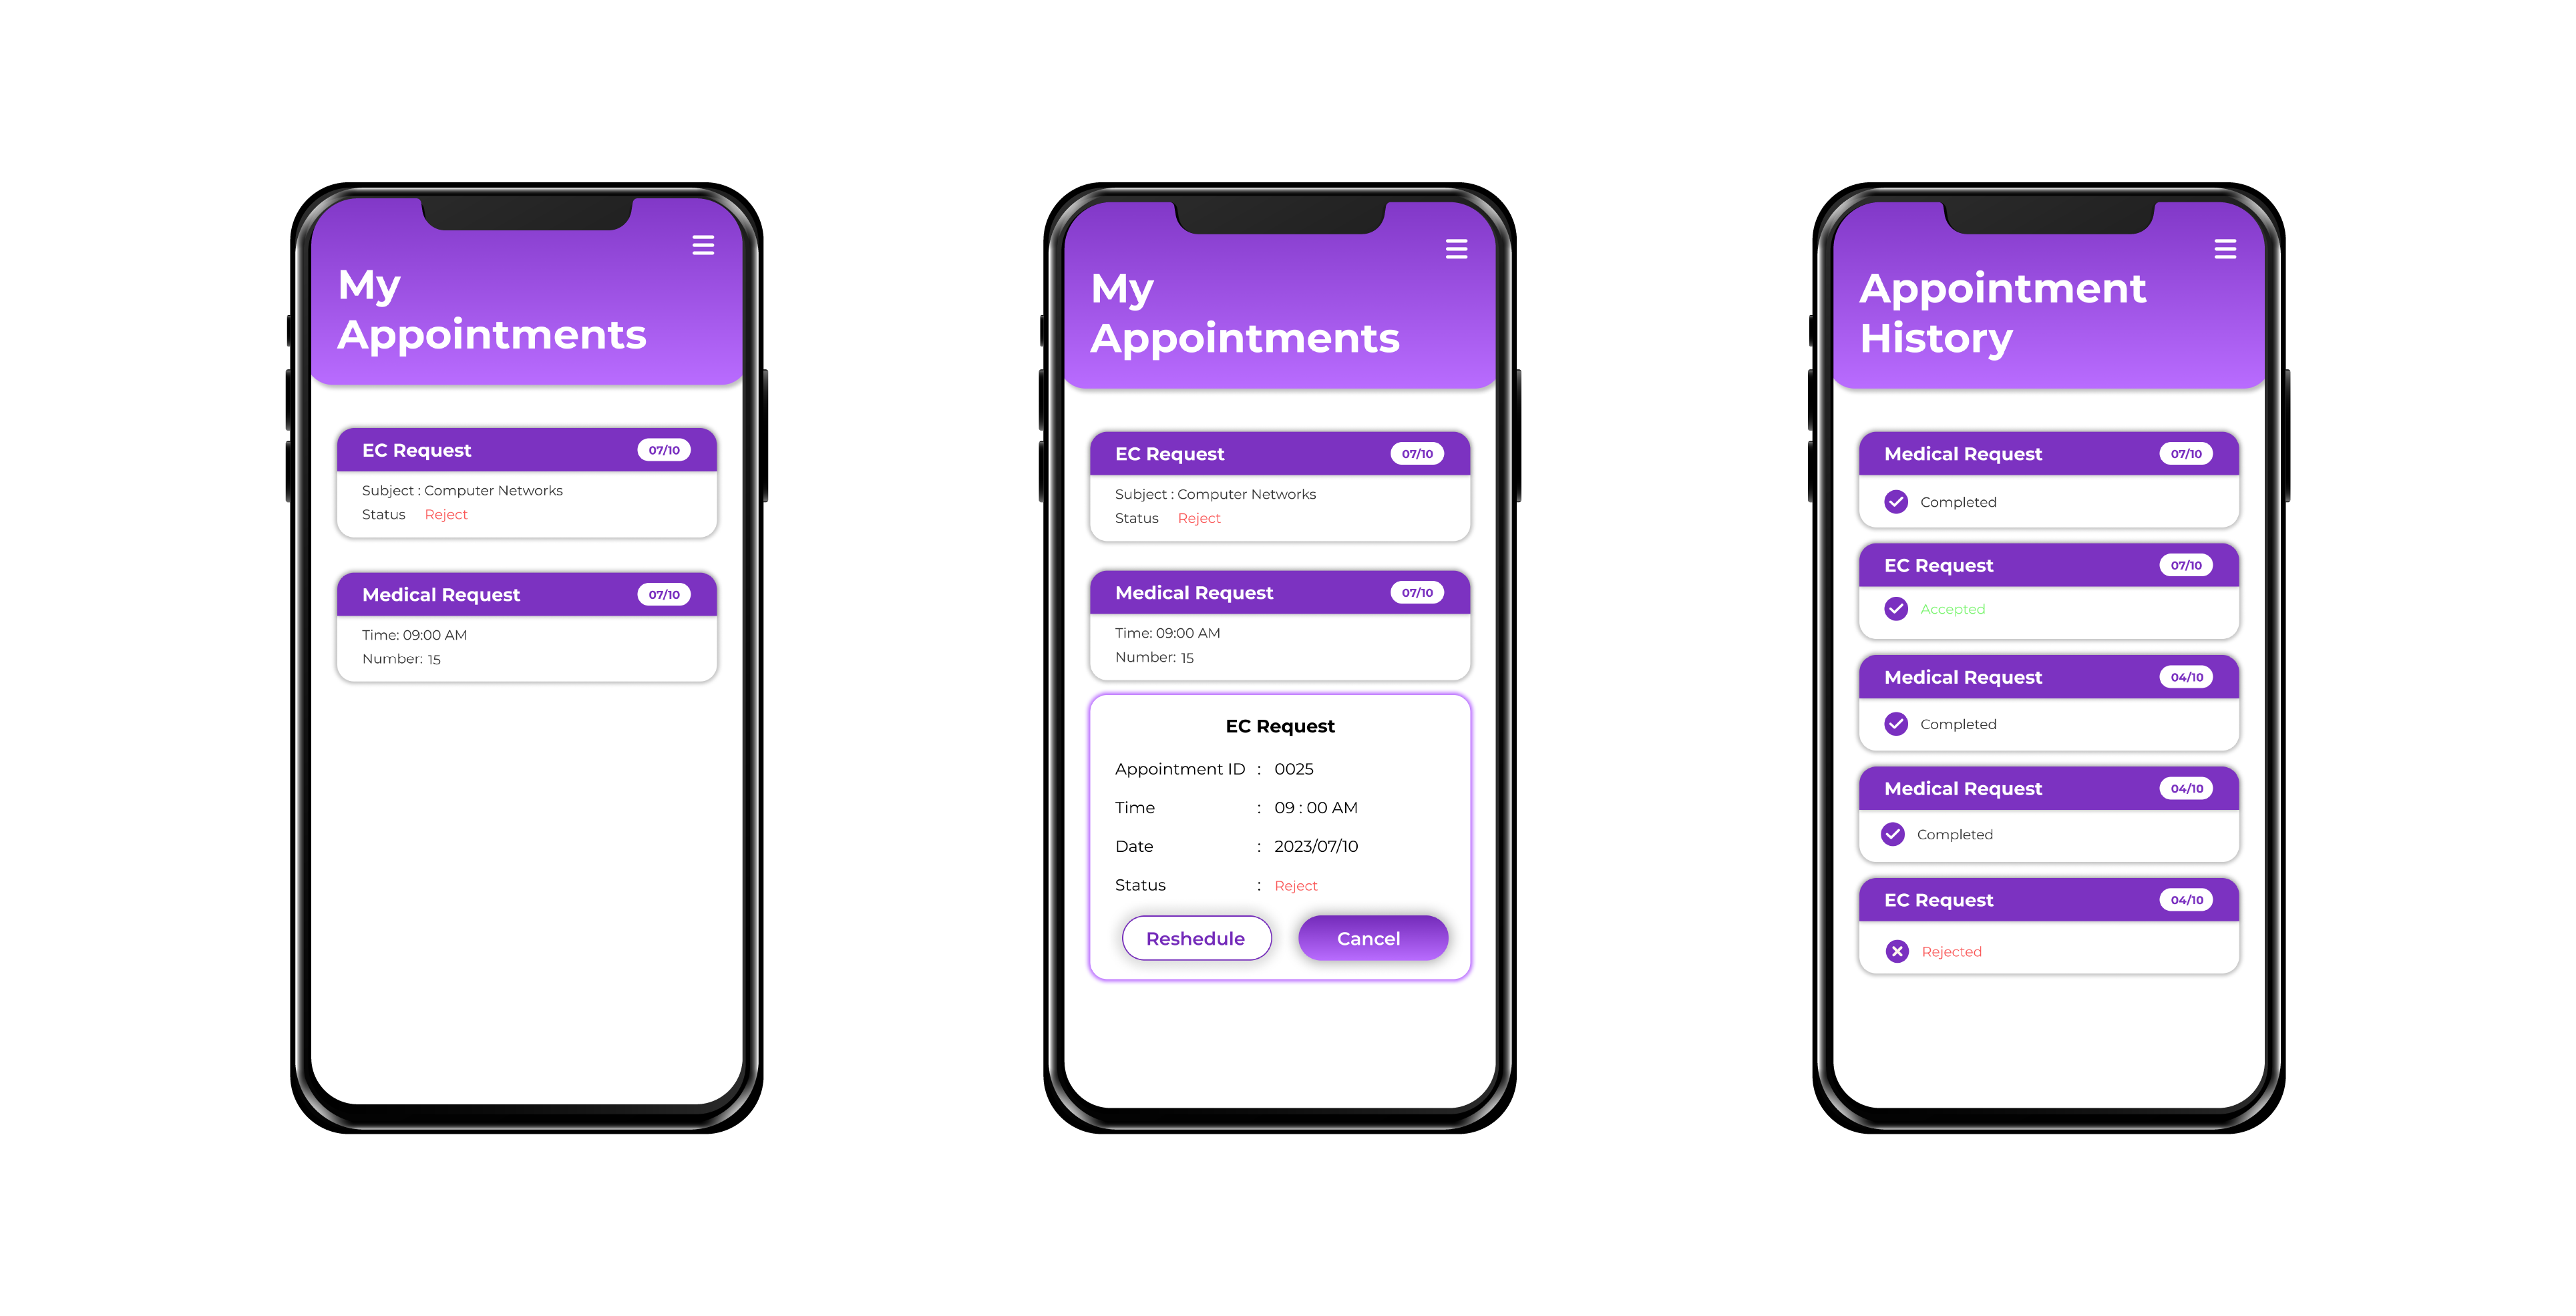 My
Appointments
EC Request 07/10
Subject : Computer Networks
Status Reject
Medical Request 07/10
Time: 09:00 AM
Number: 15
My
Appointments
EC Request 07/10
Subject : Computer Networks
Status Reject
Medical Request 07/10
Time: 09:00 AM
Number: 15
EC Request
Appointment ID : 0025
Time : 09 : 00 AM
Date : 2023/07/10
Status : Reject
Reshedule Cancel
Appointment
History
Medical Request 07/10
Completed
EC Request 07/10
Accepted
Medical Request 04/10
Completed
Medical Request 04/10
Completed
EC Request 04/10
Rejected